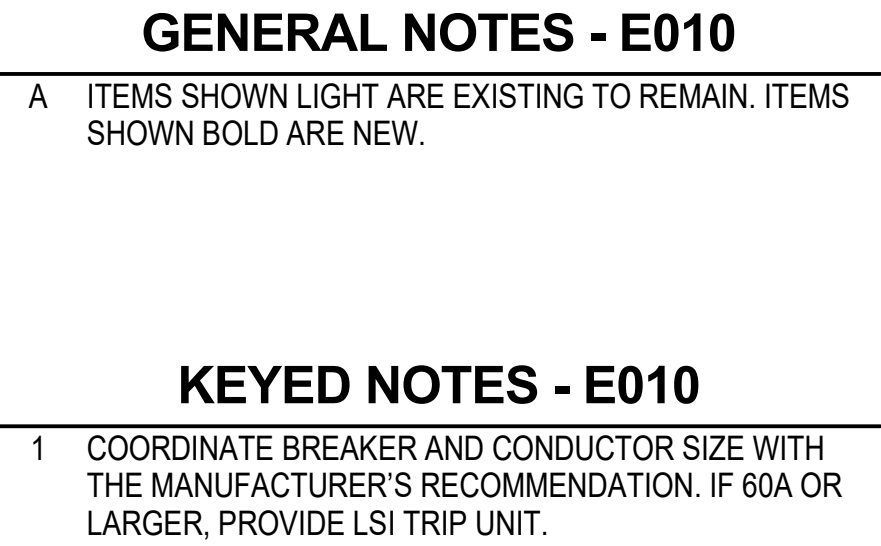 GENERAL NOTES - E010
A ITEMS SHOWN LIGHT ARE EXISTING TO REMAIN. ITEMS
SHOWN BOLD ARE NEW.
KEYED NOTES - E010
1 COORDINATE BREAKER AND CONDUCTOR SIZE WITH
THE MANUFACTURER’S RECOMMENDATION. IF 60A OR
LARGER, PROVIDE LSI TRIP UNIT.